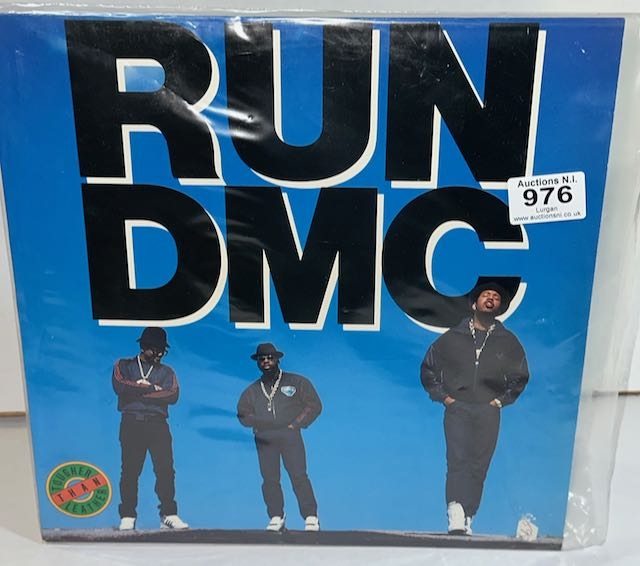 RUN
DMC
Auctions N.I.
976
Lurgan
www.auctionsni.co.uk
TOUGHER
THAN
LEATHER